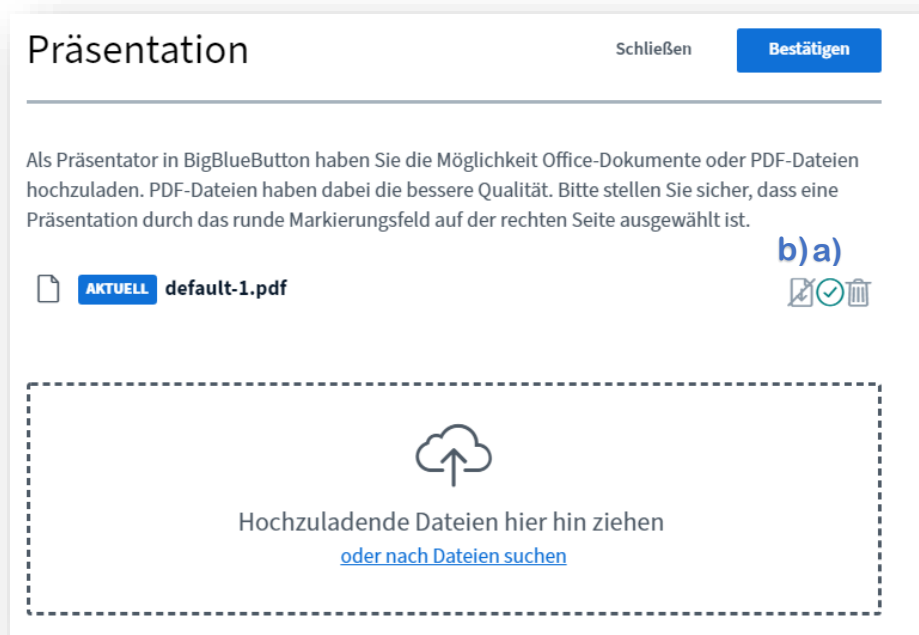 Präsentation
Schließen
Bestätigen
Als Präsentator in BigBlueButton haben Sie die Möglichkeit Office-Dokumente oder PDF-Dateien
hochzuladen. PDF-Dateien haben dabei die bessere Qualität. Bitte stellen Sie sicher, dass eine
Präsentation durch das runde Markierungsfeld auf der rechten Seite ausgewählt ist.
b) a)
AKTUELL default-1.pdf
Hochzuladende Dateien hier hin ziehen
oder nach Dateien suchen